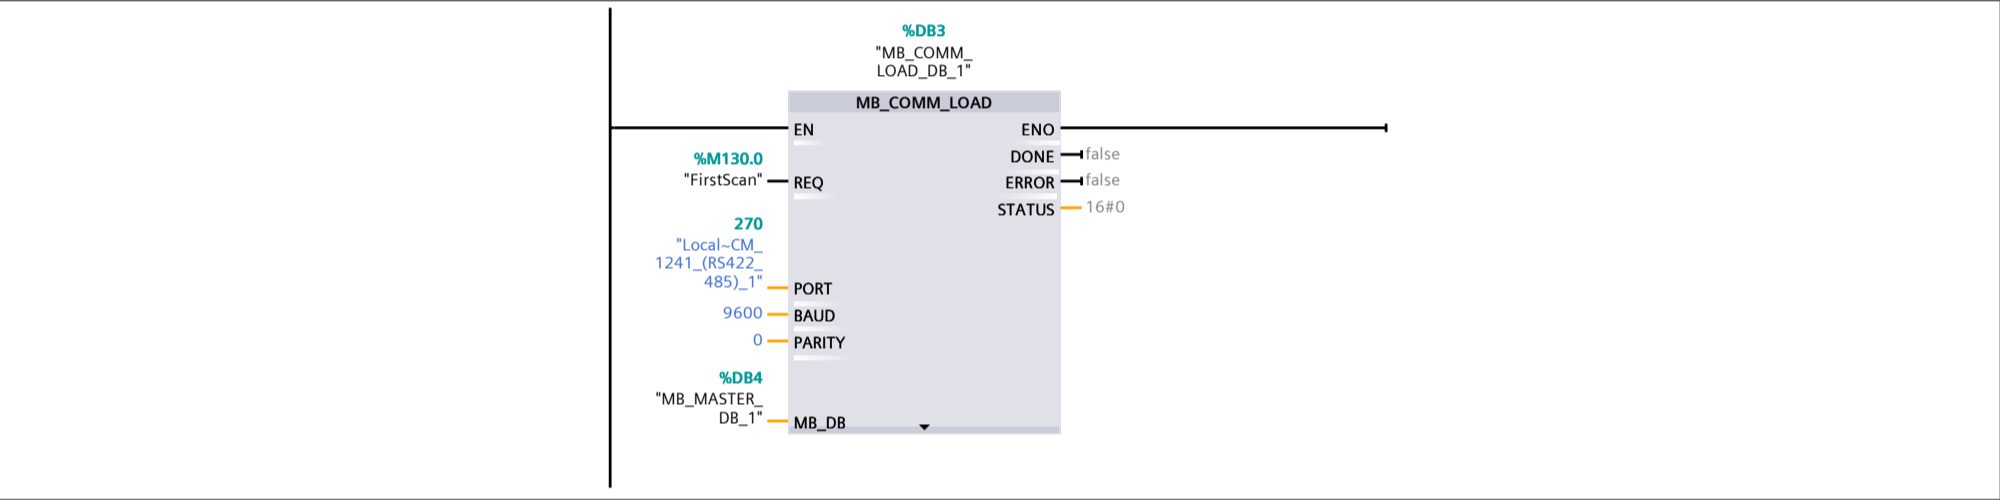 %DB3
"MB_COMM_
LOAD_DB_1"
MB_COMM_LOAD
EN
ENO
DONE
false
%M130.0
"FirstScan"
REQ
ERROR
false
STATUS
16#0
270
"Local~CM_
1241_(RS422_
485)_1"
PORT
9600
BAUD
0
PARITY
%DB4
"MB_MASTER_
DB_1"
MB_DB